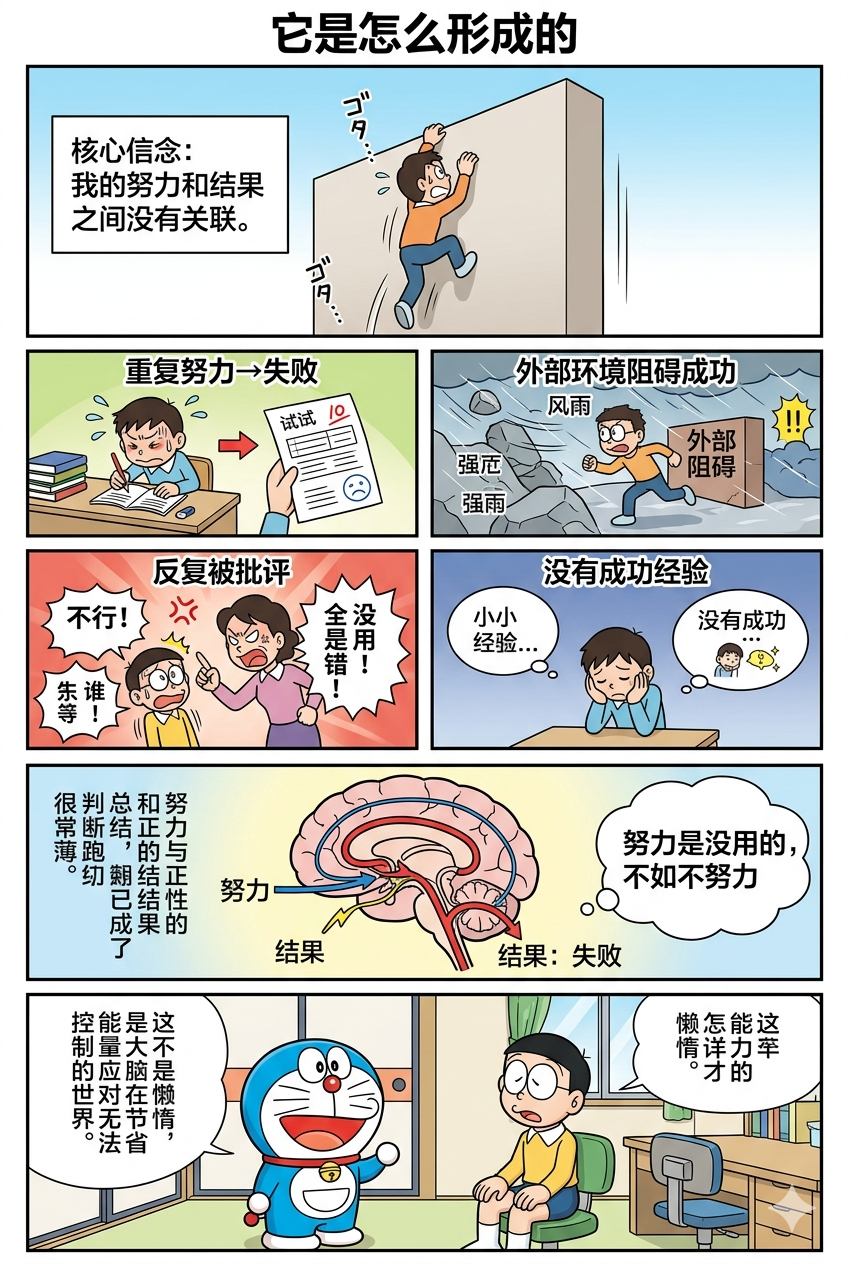 它是怎么形成的
核心信念：
我的努力和结果
之间没有关联。
ゴタ…
ゴタ…
重复努力→失败
试试 10
外部环境阻碍成功
风雨
强雨
外部
阻碍
!!
反复被批评
不行！
谁！
等
没用！
全是错！
没有成功经验
小小
经验…
没有成功
…
努力与正性的
和正的结结果
总结，已成了
判断跑
很常薄。
努力
结果
结果：失败
努力是没用的，
不如不努力
这不是懒惰，
是大脑在节省
能量应对无法
控制的世界。
这
能力的
怎详才
懒惰。